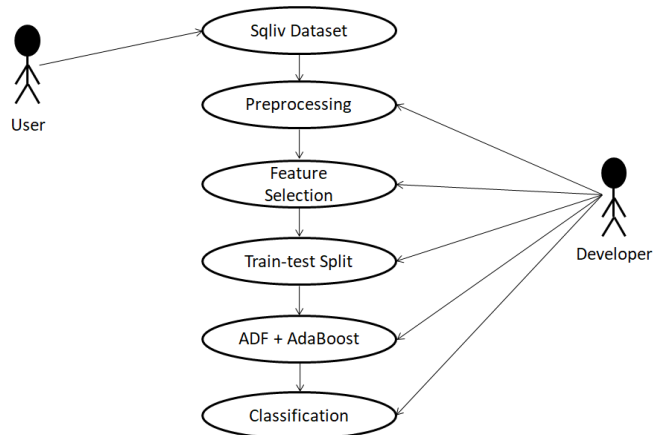 Sqliv Dataset
User
Preprocessing
Feature
Selection
Train-test Split
Developer
ADF + AdaBoost
Classification